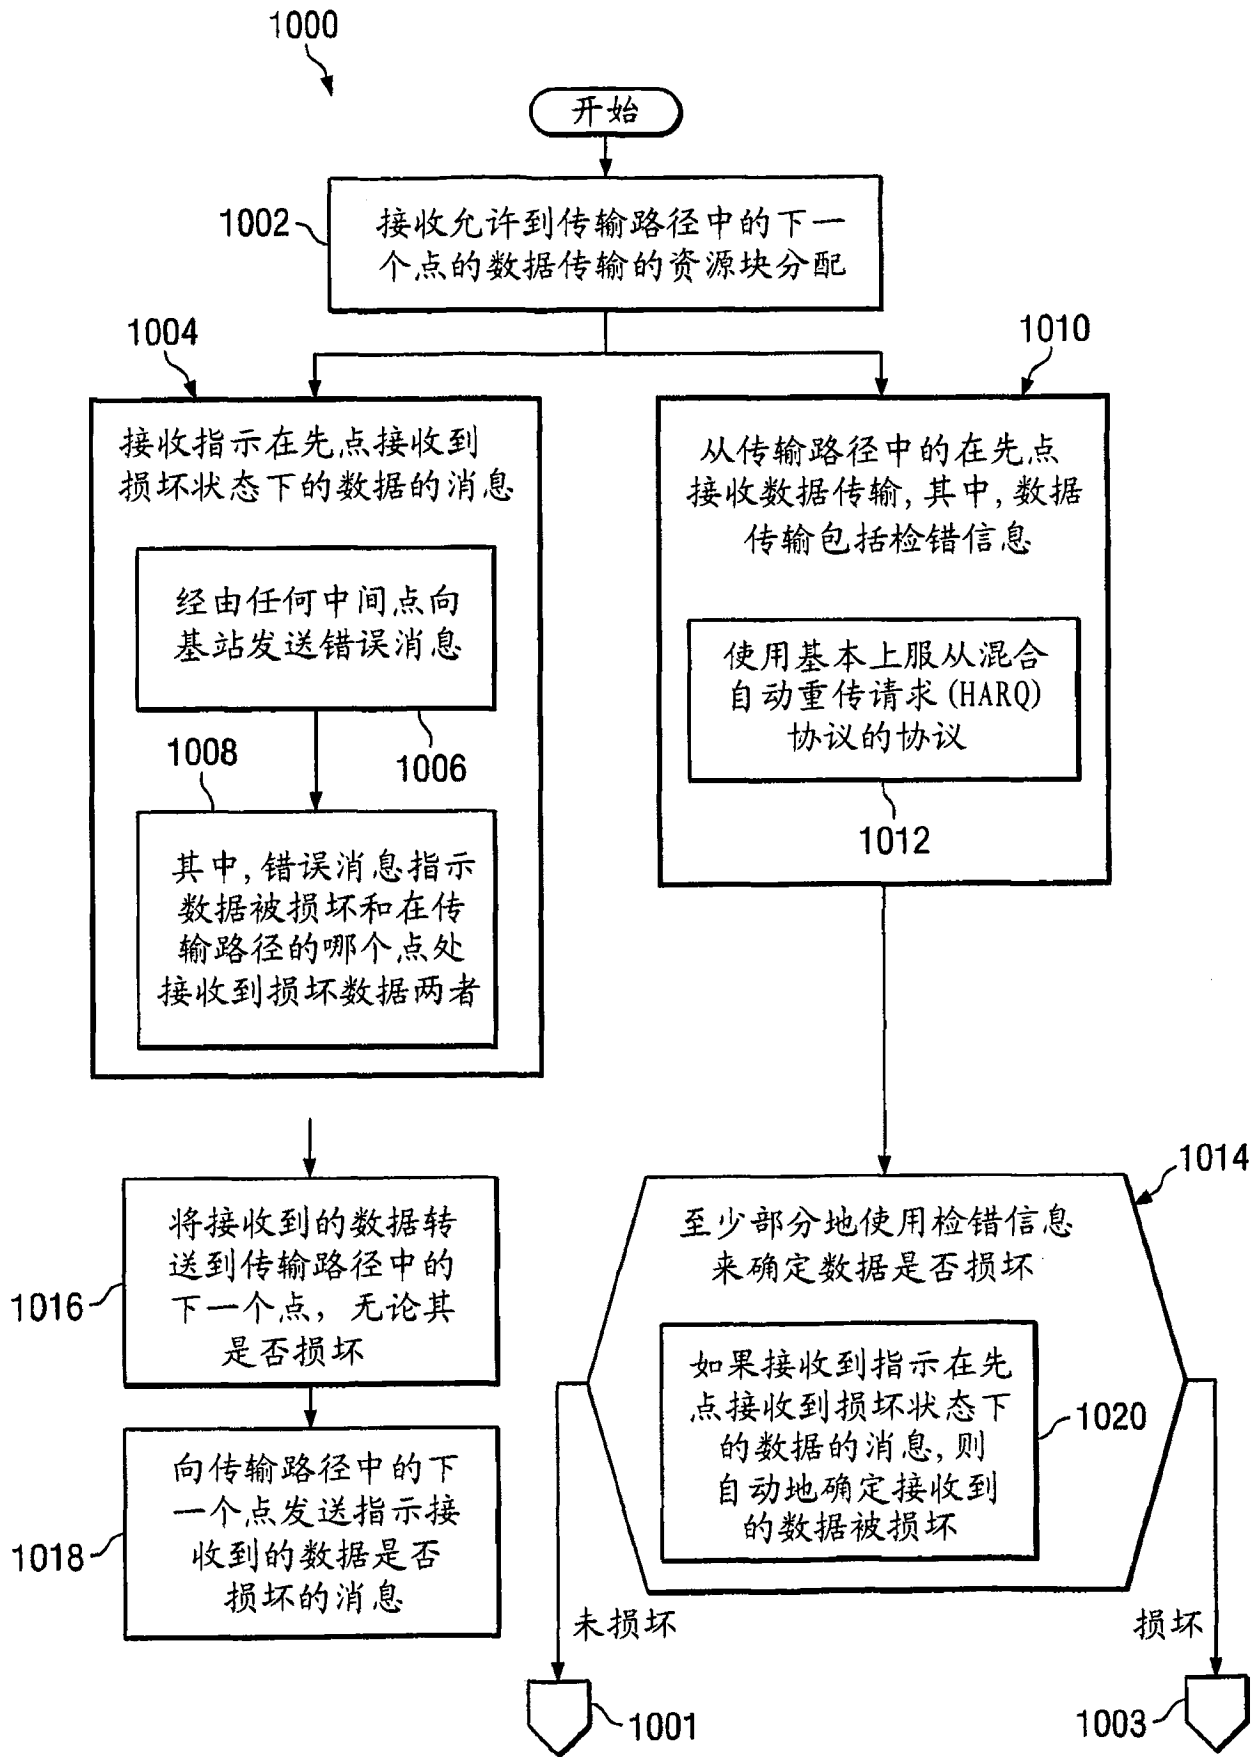 1000
开始
1002
接收允许到传输路径中的下一
个点的数据传输的资源块分配
1004
接收指示在先点接收到
损坏状态下的数据的消息
经由任何中间点向
基站发送错误消息
1006
1008
其中,错误消息指示
数据被损坏和在传
输路径的哪个点处
接收到损坏数据两者
1010
从传输路径中的在先点
接收数据传输,其中,数据
传输包括检错信息
使用基本上服从混合
自动重传请求(HARQ)
协议的协议
1012
1016
将接收到的数据转
送到传输路径中的
下一个点，无论其
是否损坏
1018
向传输路径中的下
一个点发送指示接
收到的数据是否
损坏的消息
1014
至少部分地使用检错信息
来确定数据是否损坏
如果接收到指示在先
点接收到损坏状态下
的数据的消息,则
自动地确定接收到
的数据被损坏
1020
未损坏
损坏
1001
1003